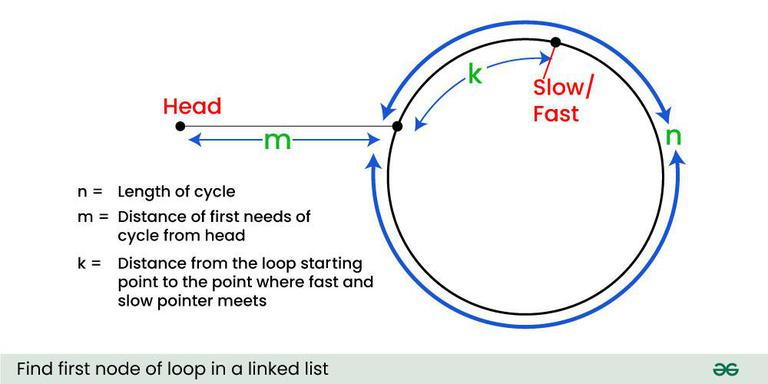 Head
m
k
Slow/
Fast
n
n = Length of cycle
m = Distance of first needs of
cycle from head
k = Distance from the loop starting
point to the point where fast and
slow pointer meets
Find first node of loop in a linked list